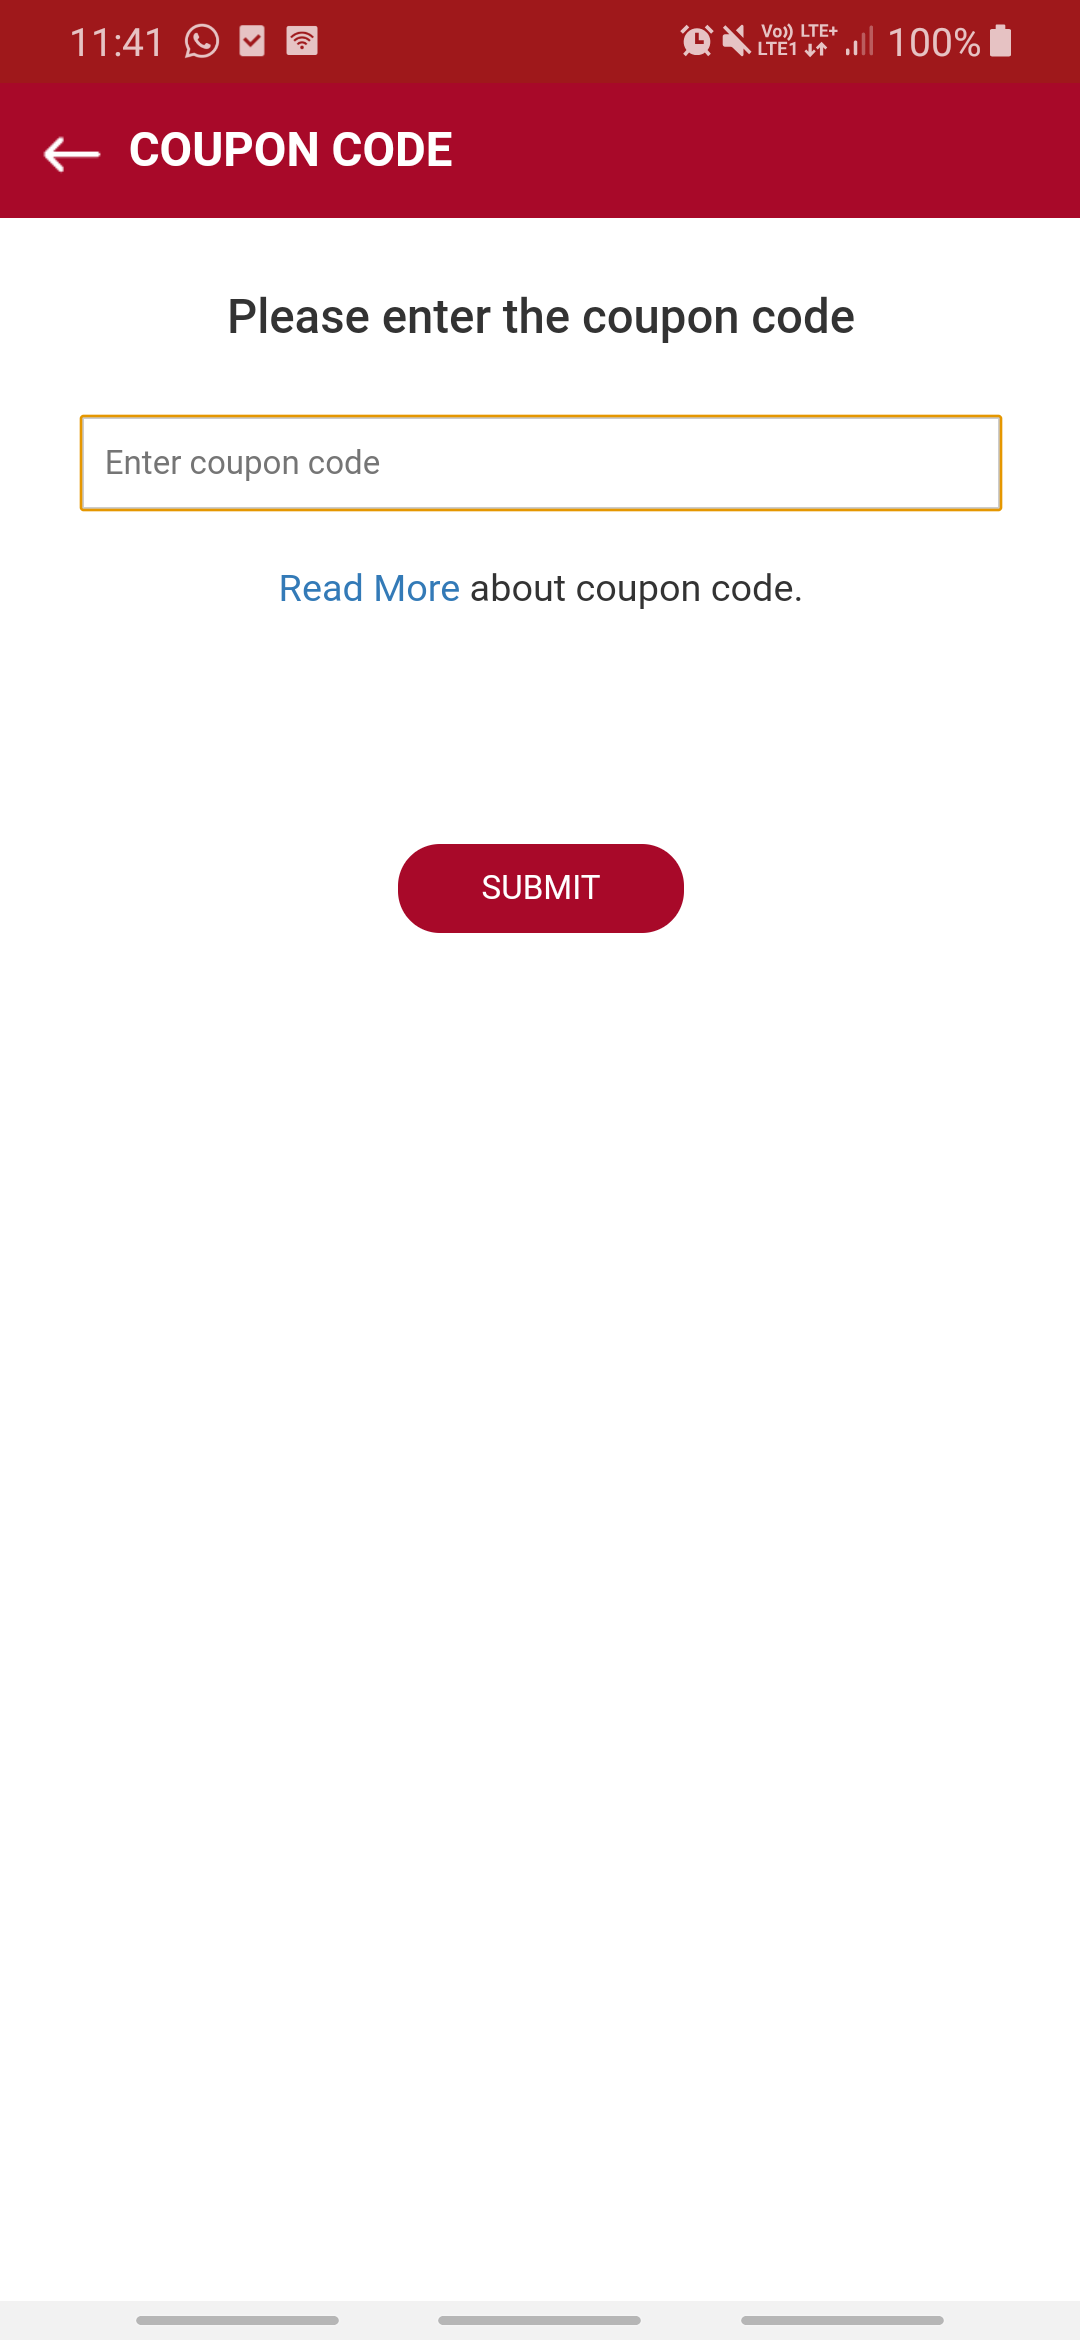 11:41 Vo)) LTE+ 100%
LTE1
COUPON CODE
Please enter the coupon code
Enter coupon code
Read More about coupon code.
SUBMIT